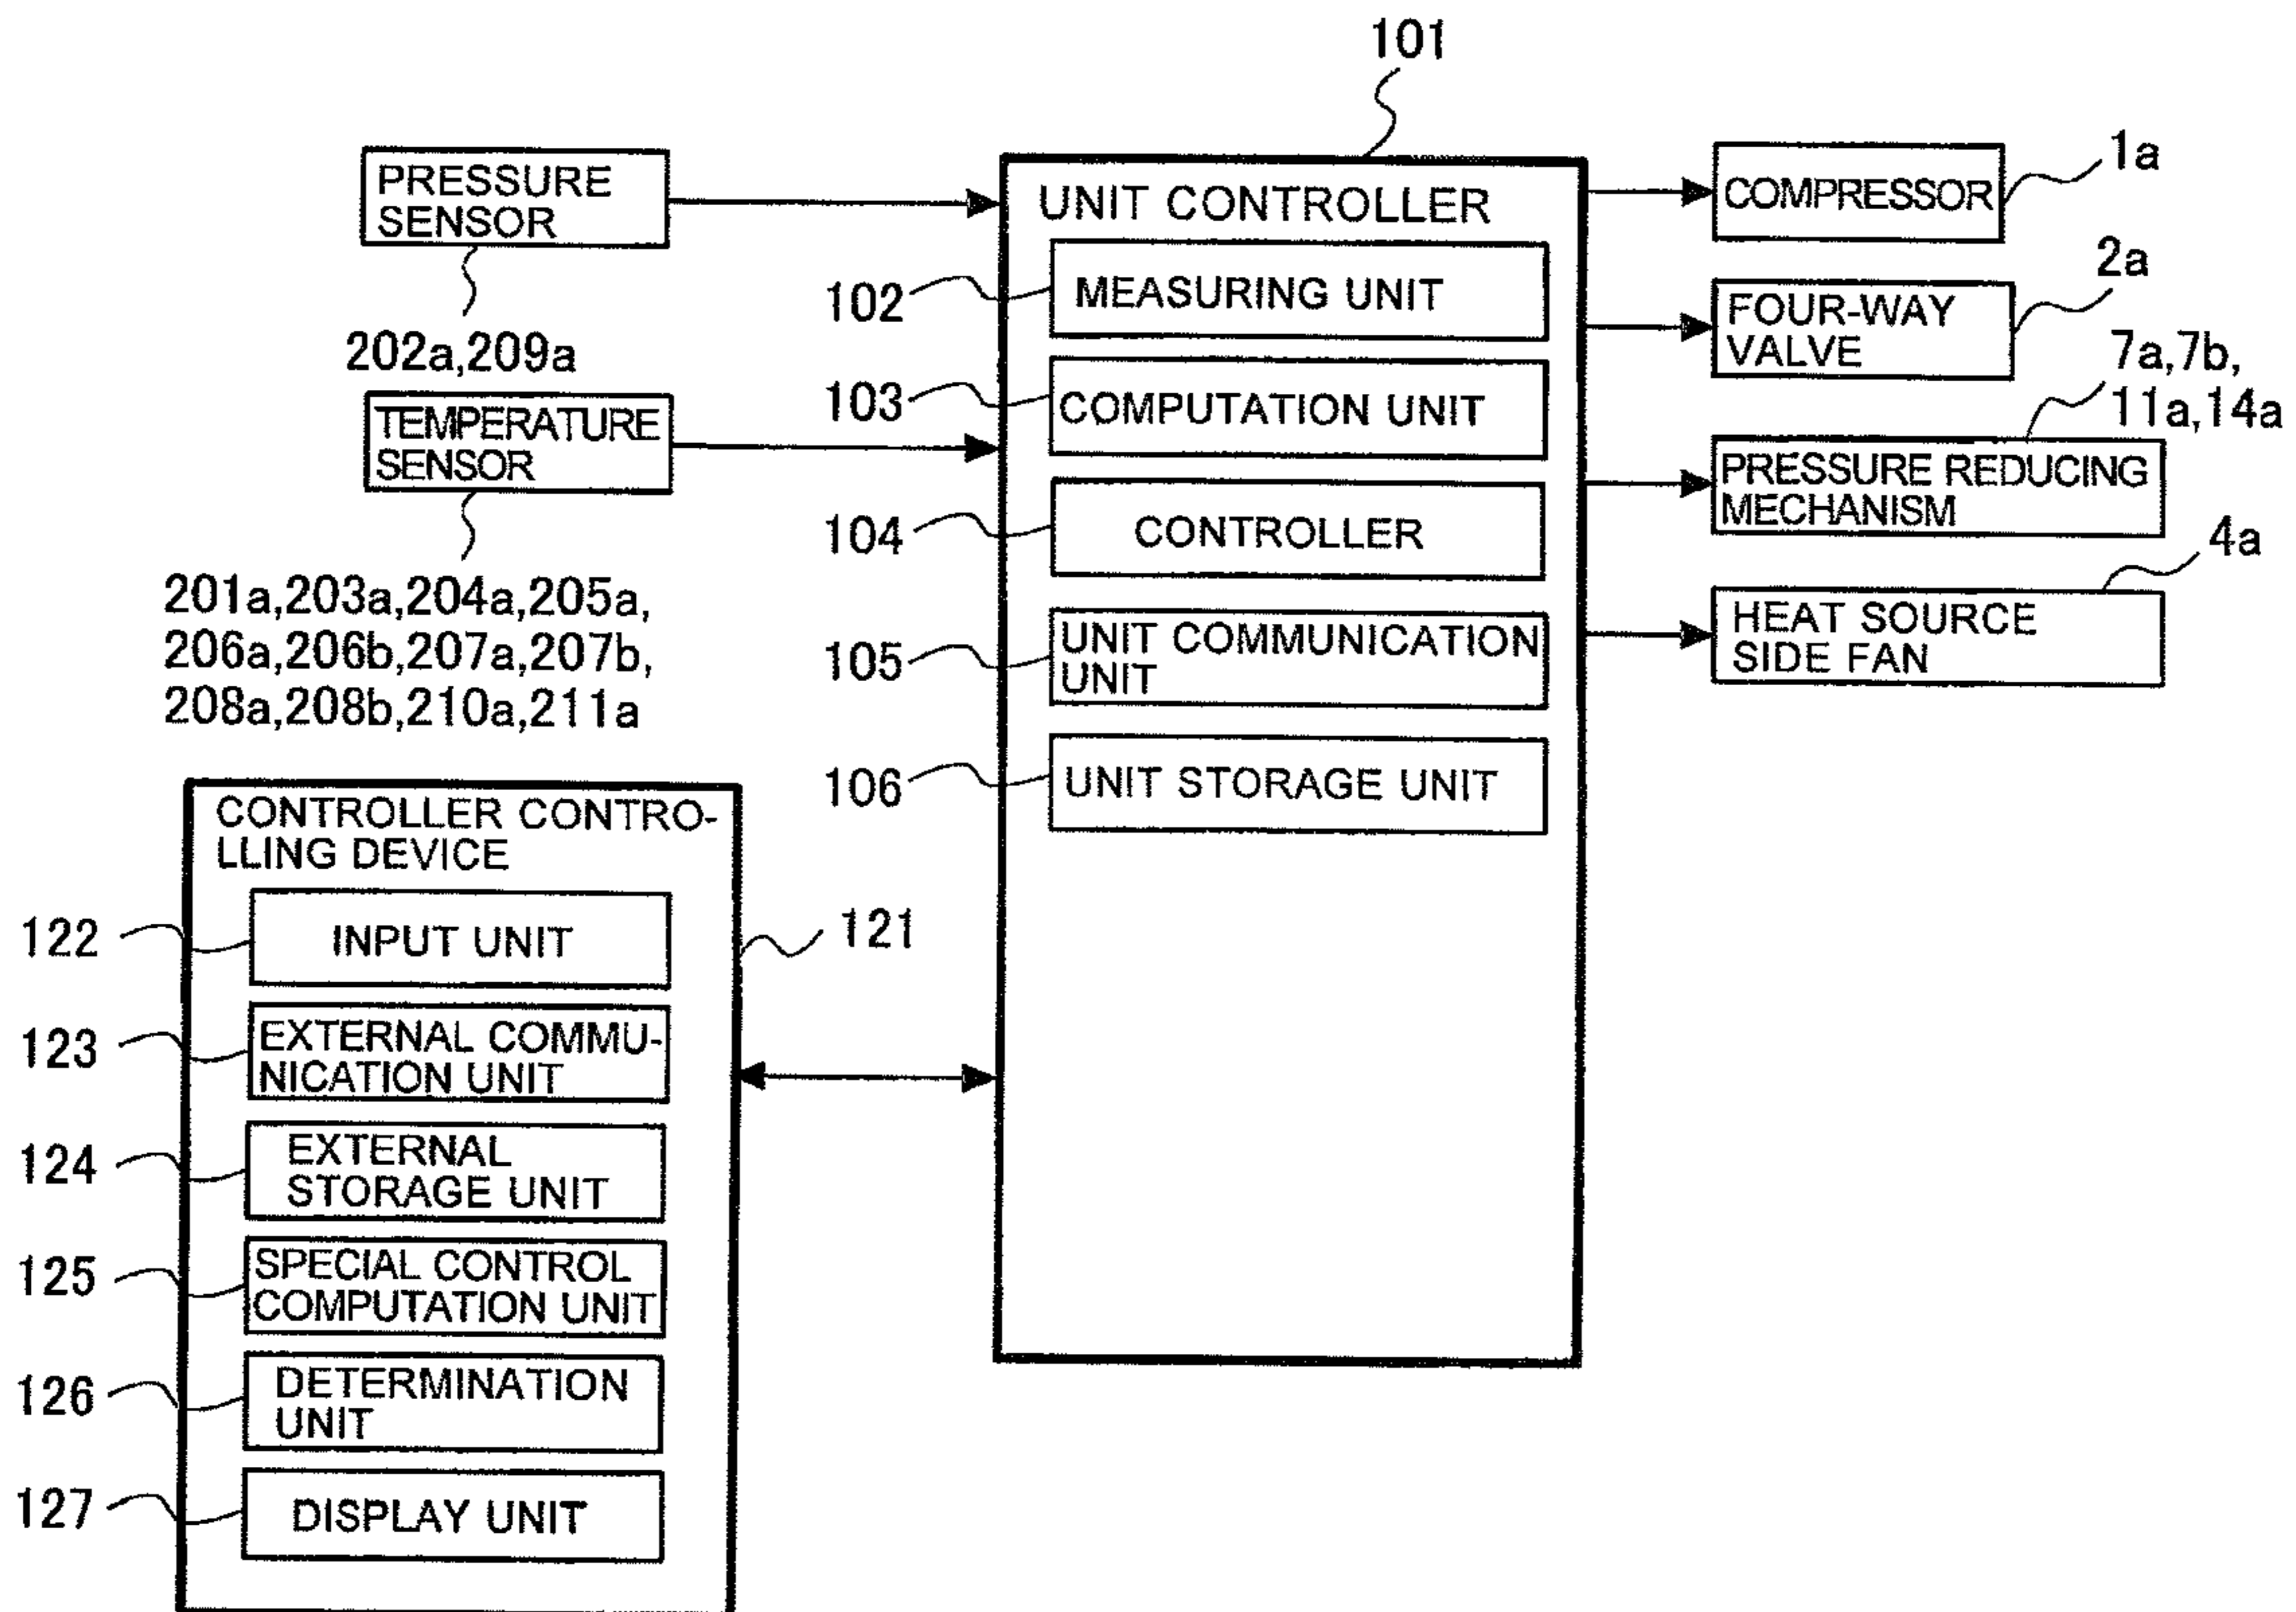 101
PRESSURE
SENSOR
202a,209a
TEMPERATURE
SENSOR
201a,203a,204a,205a,
206a,206b,207a,207b,
208a,208b,210a,211a
UNIT CONTROLLER
102
MEASURING UNIT
103
COMPUTATION UNIT
104
CONTROLLER
105
UNIT COMMUNICATION
UNIT
106
UNIT STORAGE UNIT
COMPRESSOR
1a
FOUR-WAY
VALVE
2a
7a,7b,
11a,14a
PRESSURE REDUCING
MECHANISM
4a
HEAT SOURCE
SIDE FAN
CONTROLLER CONTRO-
LLING DEVICE
121
122
INPUT UNIT
123
EXTERNAL COMMU-
NICATION UNIT
124
EXTERNAL
STORAGE UNIT
125
SPECIAL CONTROL
COMPUTATION UNIT
126
DETERMINATION
UNIT
127
DISPLAY UNIT